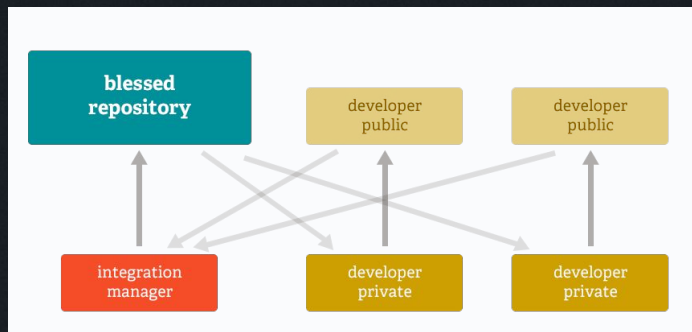 blessed
repository
developer
public
developer
public
integration
manager
developer
private
developer
private